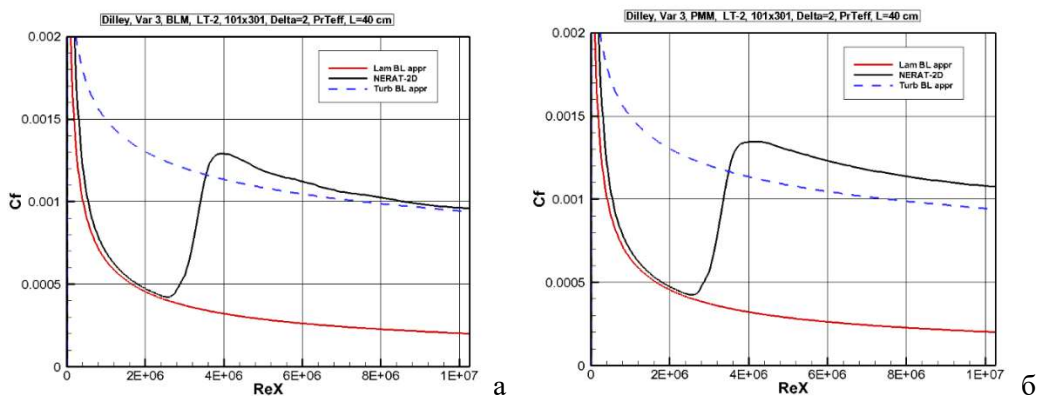 Dilley, Var 3, BLM, LT-2, 101x301, Delta=2, PrTeff, L=40 cm
0.002
0.0015
0.001
0.0005
0
Cf
Lam BL appr
NERAT-2D
Turb BL appr
0 2E+06 4E+06 6E+06 8E+06 1E+07
ReX
а
Dilley, Var 3, PMM, LT-2, 101x301, Delta=2, PrTeff, L=40 cm
0.002
0.0015
0.001
0.0005
0
Cf
Lam BL appr
NERAT-2D
Turb BL appr
0 2E+06 4E+06 6E+06 8E+06 1E+07
ReX
б